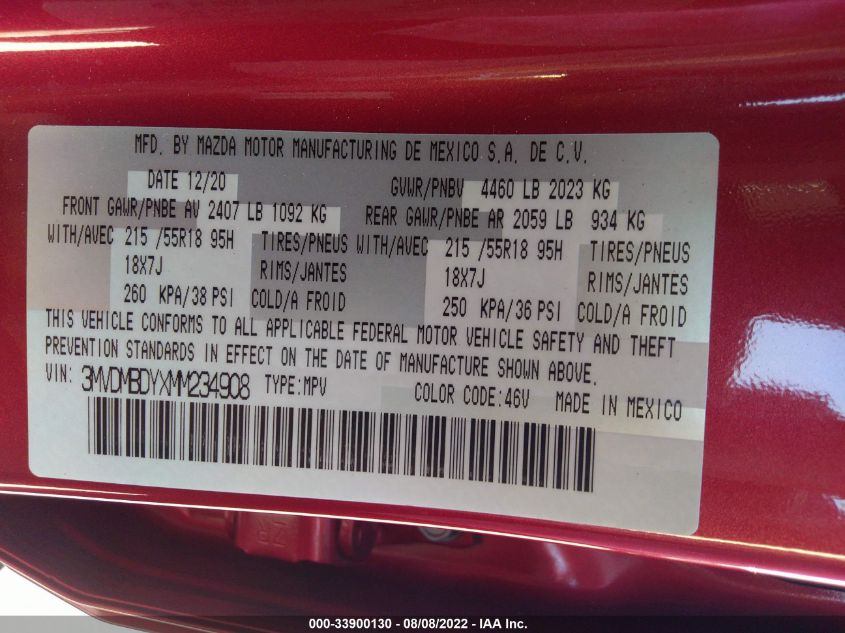 MFD. BY MAZDA MOTOR MANUFACTURING DE MEXICO S.A. DE C.V.
DATE 12/20 GVWR/PNBV 4460 LB 2023 KG
FRONT GAWR/PNBE AV 2407 LB 1092 KG REAR GAWR/PNBE AR 2059 LB 934 KG
WITH/AVEC 215 /55R18 95H TIRES/PNEUS WITH/AVEC 215 /55R18 95H TIRES/PNEUS
18X7J RIMS/JANTES 18X7J RIMS/JANTES
260 KPA/38 PSI COLD/A FROID 250 KPA/36 PSI COLD/A FROID
THIS VEHICLE CONFORMS TO ALL APPLICABLE FEDERAL MOTOR VEHICLE SAFETY AND THEFT
PREVENTION STANDARDS IN EFFECT ON THE DATE OF MANUFACTURE SHOWN ABOVE.
VIN: 3MVDMBDYXMM234908 TYPE:MPV COLOR CODE:46V MADE IN MEXICO
000-33900130 - 08/08/2022 - IAA Inc.